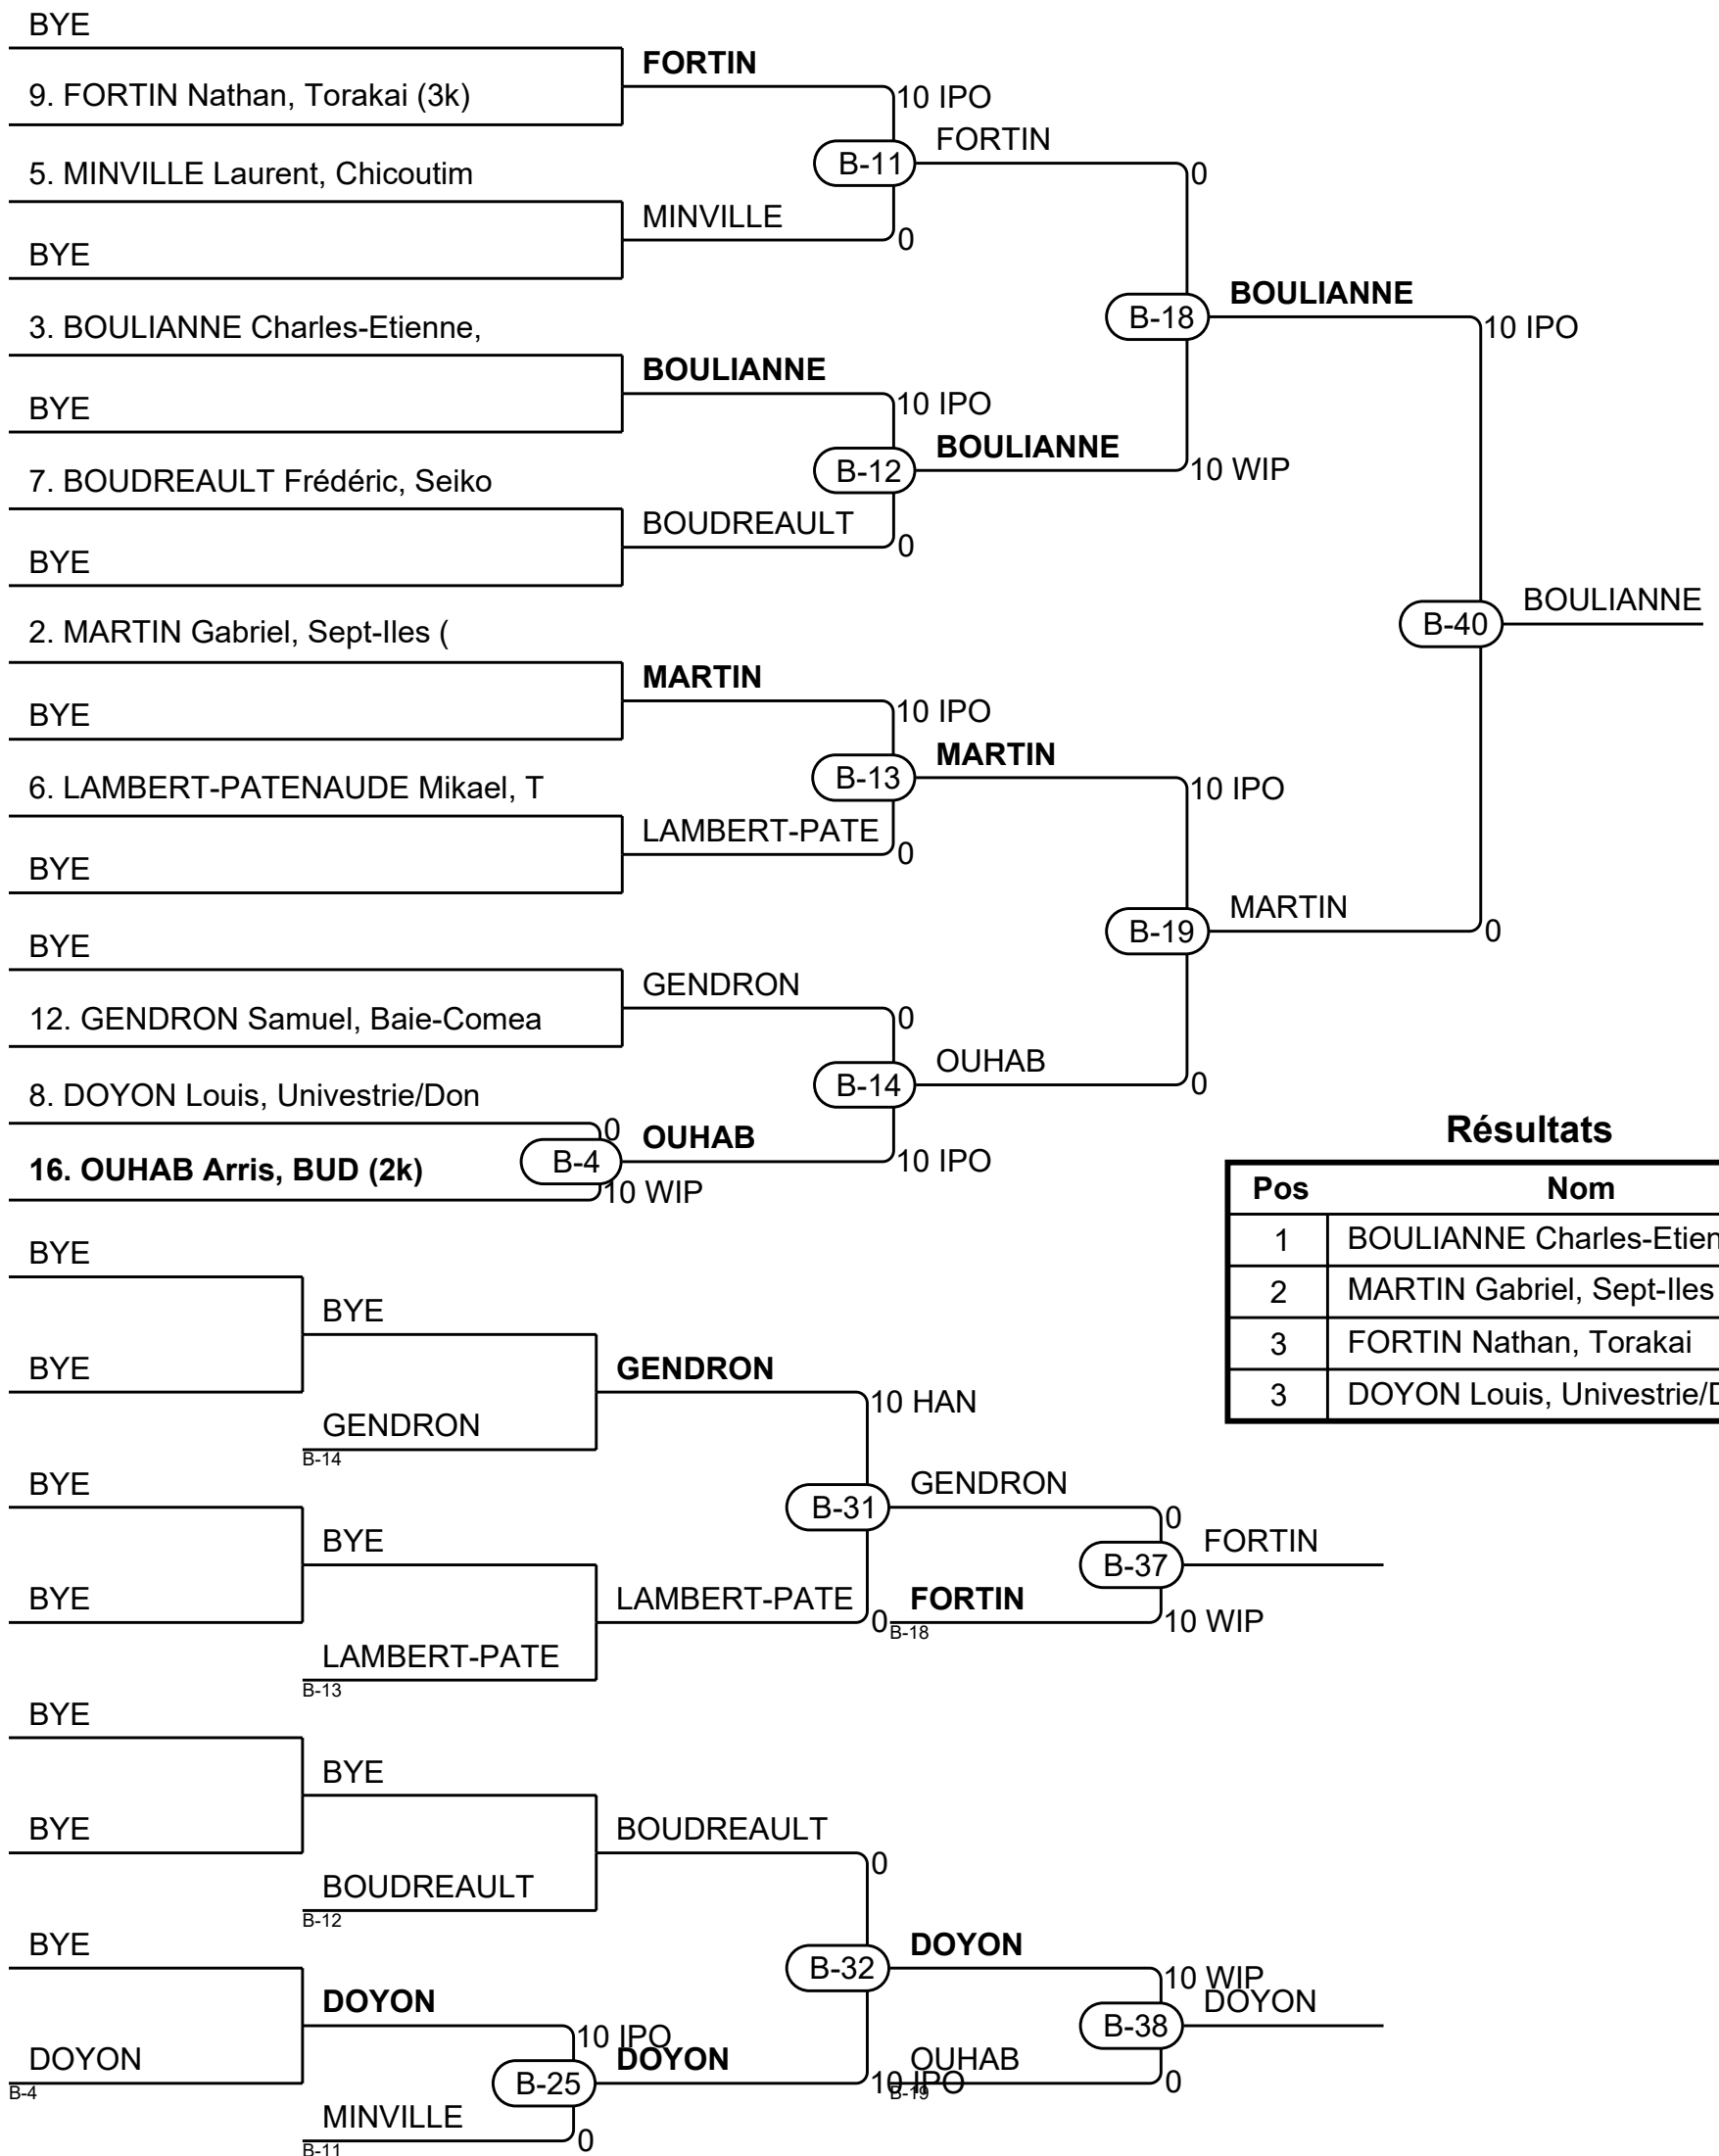 BYE
FORTIN
9. FORTIN Nathan, Torakai (3k)
10 IPO
FORTIN
B-11
5. MINVILLE Laurent, Chicoutim
0
MINVILLE
0
BYE
BOULIANNE
3. BOULIANNE Charles-Etienne,
B-18
10 IPO
BOULIANNE
BYE
10 IPO
BOULIANNE
B-12
10 WIP
7. BOUDREAULT Frédéric, Seiko
BOUDREAULT
0
BYE
BOULIANNE
B-40
2. MARTIN Gabriel, Sept-Iles (
MARTIN
BYE
10 IPO
MARTIN
B-13
10 IPO
6. LAMBERT-PATENAUDE Mikael, T
LAMBERT-PATE
0
BYE
MARTIN
B-19
0
BYE
GENDRON
12. GENDRON Samuel, Baie-Comea
0
OUHAB
B-14
0
8. DOYON Louis, Univestrie/Don
0
OUHAB
B-4
10 IPO
16. OUHAB Arris, BUD (2k)
10 WIP
Résultats
Pos Nom
1 BOULIANNE Charles-Etien
2 MARTIN Gabriel, Sept-Iles
3 FORTIN Nathan, Torakai
3 DOYON Louis, Univestrie/D
BYE
BYE
BYE
GENDRON
10 HAN
GENDRON
B-14
BYE
GENDRON
B-31
0
BYE
FORTIN
B-37
BYE
LAMBERT-PATE
0
FORTIN
B-18
10 WIP
LAMBERT-PATE
B-13
BYE
BYE
BYE
BOUDREAULT
0
BOUDREAULT
B-12
BYE
DOYON
B-32
10 WIP
DOYON
DOYON
B-38
10 IPO
DOYON
B-4
DOYON
B-25
10 IPO
OUHAB
B-19
0
MINVILLE
B-11
0